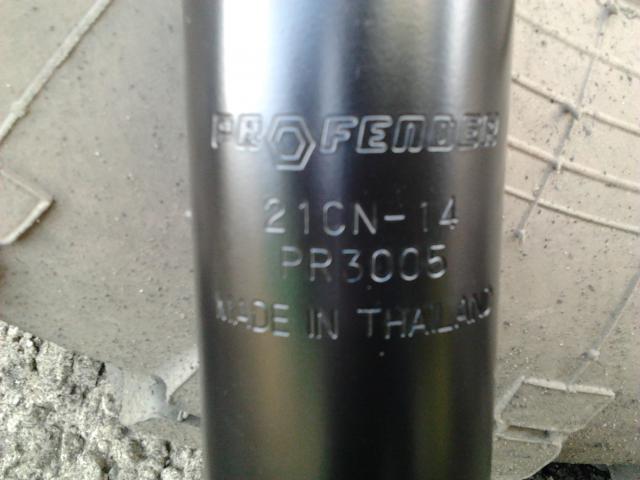 PROFENDER
21CN-14
PR3005
MADE IN THAILAND